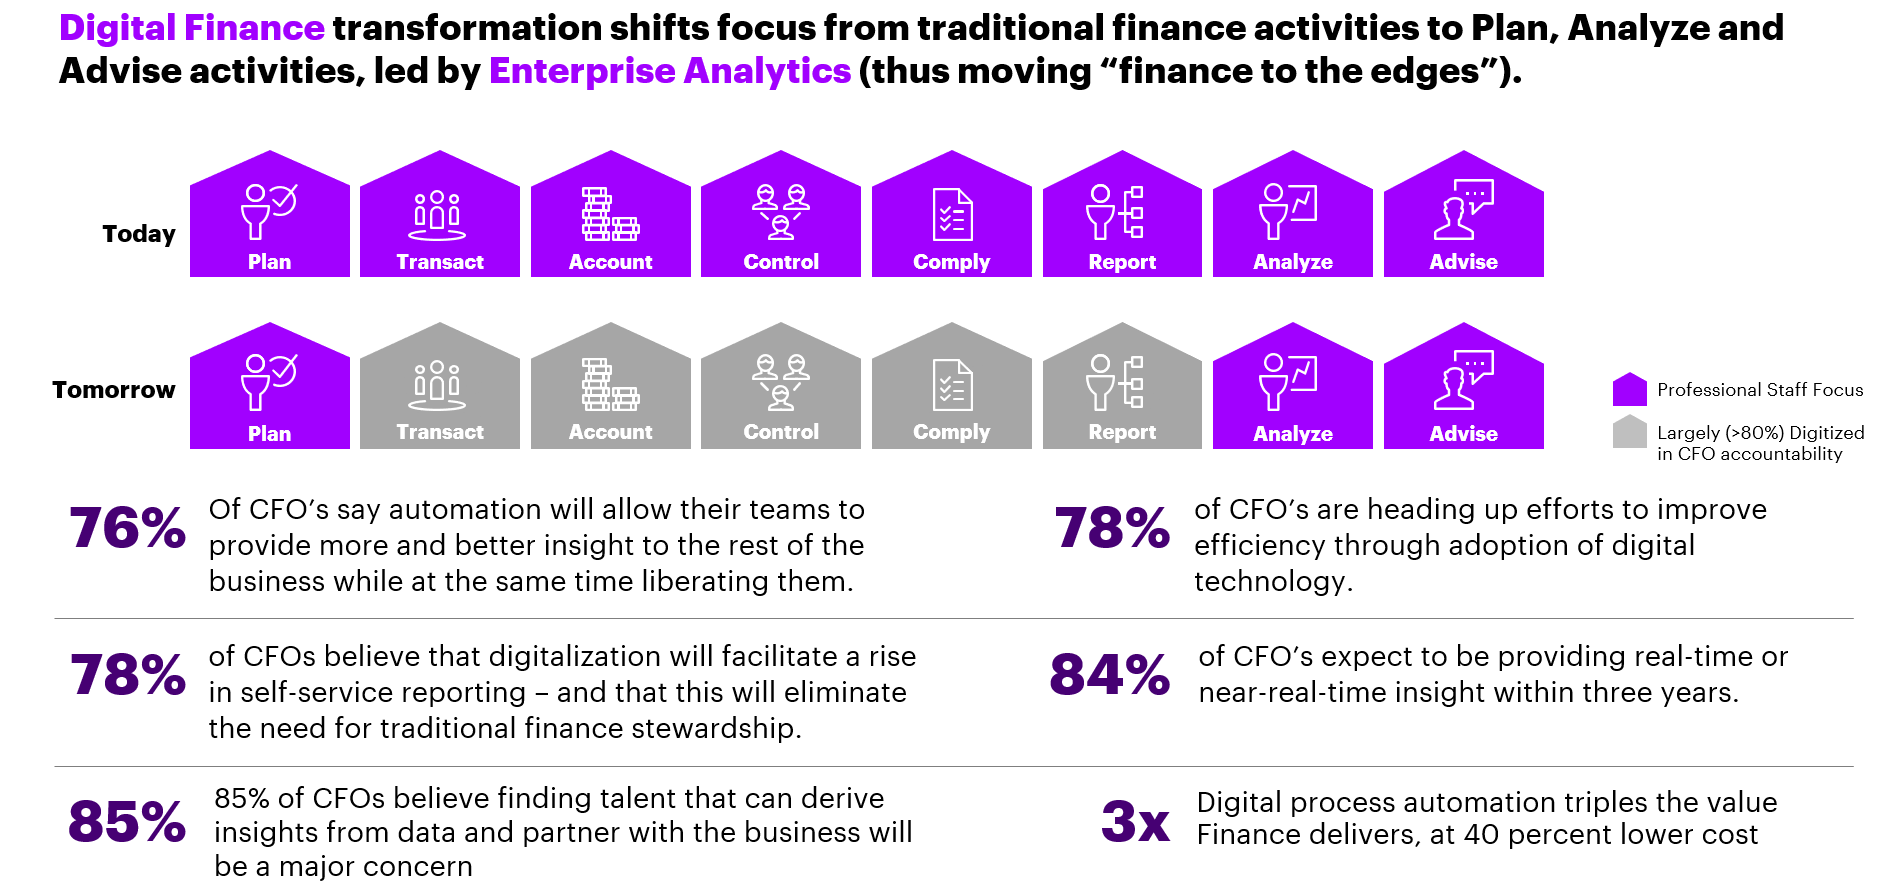 Digital Finance transformation shifts focus from traditional finance activities to Plan, Analyze and
Advise activities, led by Enterprise Analytics (thus moving “finance to the edges”).
Today
Plan
Transact
Account
Control
Comply
Report
Analyze
Advise
Tomorrow
Plan
Transact
Account
Control
Comply
Report
Analyze
Advise
Professional Staff Focus
Largely (>80%) Digitized
in CFO accountability
76%
Of CFO’s say automation will allow their teams to
provide more and better insight to the rest of the
business while at the same time liberating them.
78%
of CFO’s are heading up efforts to improve
efficiency through adoption of digital
technology.
78%
of CFOs believe that digitalization will facilitate a rise
in self-service reporting – and that this will eliminate
the need for traditional finance stewardship.
84%
of CFO’s expect to be providing real-time or
near-real-time insight within three years.
85%
85% of CFOs believe finding talent that can derive
insights from data and partner with the business will
be a major concern
3x
Digital process automation triples the value
Finance delivers, at 40 percent lower cost